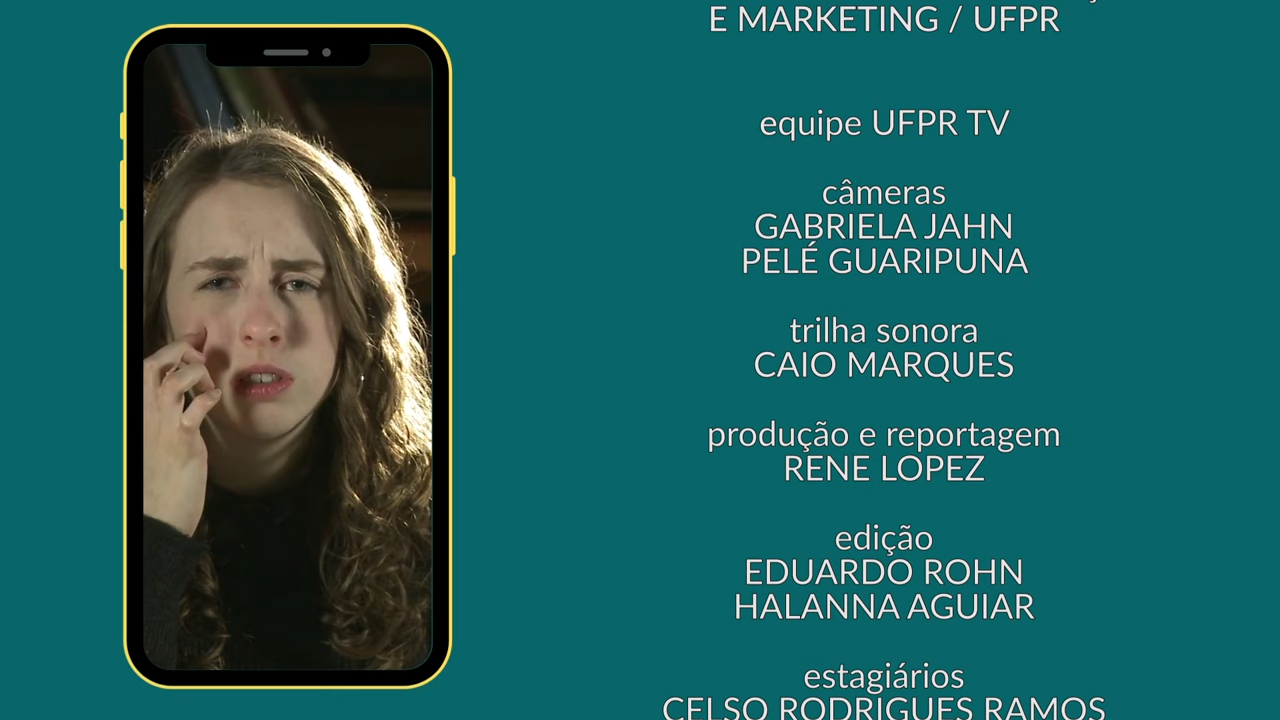 E MARKETING / UFPR
equipe UFPR TV
câmeras
GABRIELA JAHN
PELÉ GUARIPUNA
trilha sonora
CAIO MARQUES
produção e reportagem
RENE LOPEZ
edição
EDUARDO ROHN
HALANNA AGUIAR
estagiários
CELSO RODRIGUES RAMOS